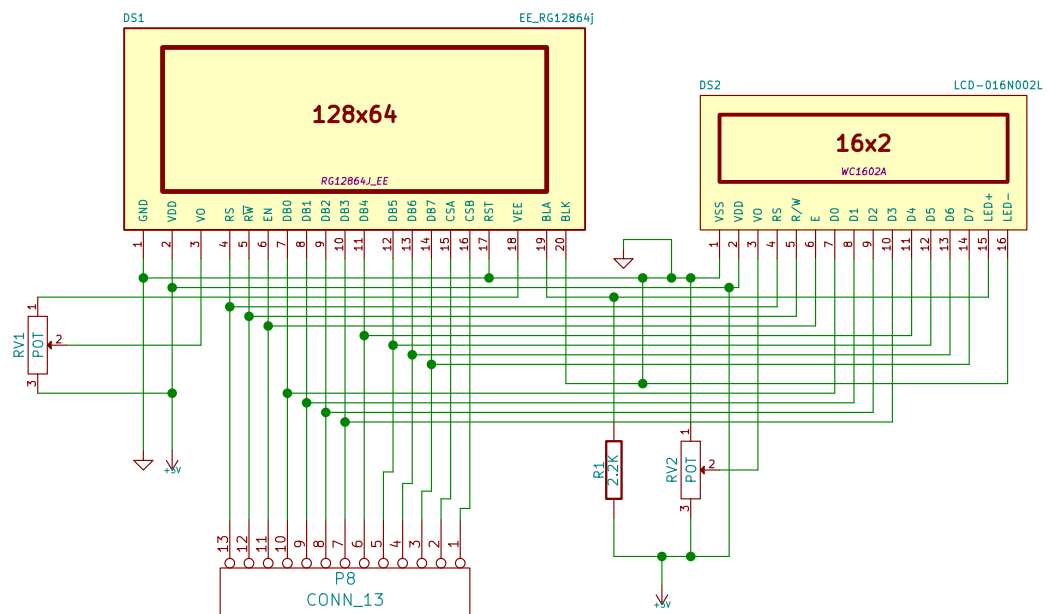 DS1 EE_RG12864j
128x64
RG12864J_EE
GND VDD VO RS RW EN DB0 DB1 DB2 DB3 DB4 DB5 DB6 DB7 CSA CSB RST VEE BLA BLK
1 2 3 4 5 6 7 8 9 10 11 12 13 14 15 16 17 18 19 20
DS2 LCD-016N002L
16x2
WC1602A
VSS VDD VO RS R/W E D0 D1 D2 D3 D4 D5 D6 D7 LED+ LED-
1 2 3 4 5 6 7 8 9 10 11 12 13 14 15 16
RV1 POT
1
2
3
+5V
R1 2.2K
RV2 POT
1
2
3
+5V
13 12 11 10 9 8 7 6 5 4 3 2 1
P8
CONN_13